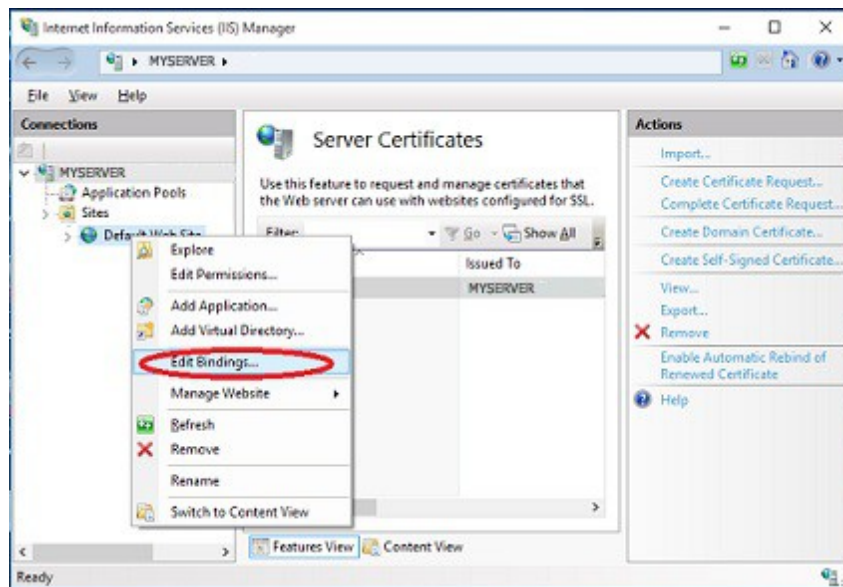 Internet Information Services (IIS) Manager
MYSERVER
File View Help
Connections
MYSERVER
Application Pools
Sites
Default Web Site
Explore
Edit Permissions...
Add Application...
Add Virtual Directory...
Edit Bindings...
Manage Website
Refresh
Remove
Rename
Switch to Content View
Server Certificates
Use this feature to request and manage certificates that
the Web server can use with websites configured for SSL.
Filter: Go Show All
Issued To
MYSERVER
Features View Content View
Actions
Import...
Create Certificate Request...
Complete Certificate Request...
Create Domain Certificate...
Create Self-Signed Certificate...
View...
Export...
Remove
Enable Automatic Rebind of
Renewed Certificate
Help
Ready